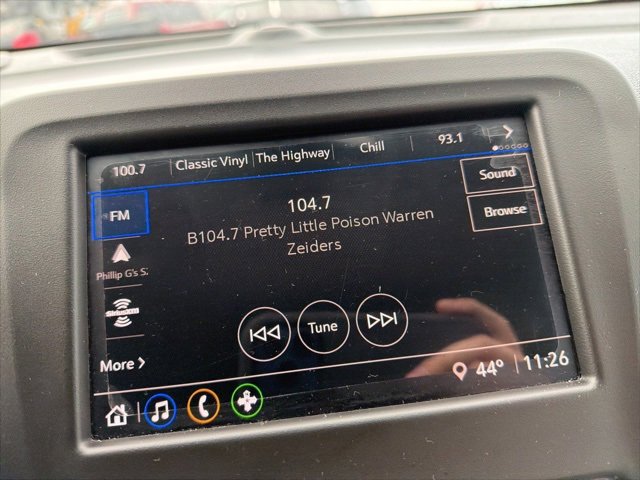 100.7 Classic Vinyl The Highway Chill 93.1 >
FM
104.7
B104.7 Pretty Little Poison Warren
Zeiders
Sound
Browse
Phillip G's S:
SiriusXM
Tune
More >
44° 11:26